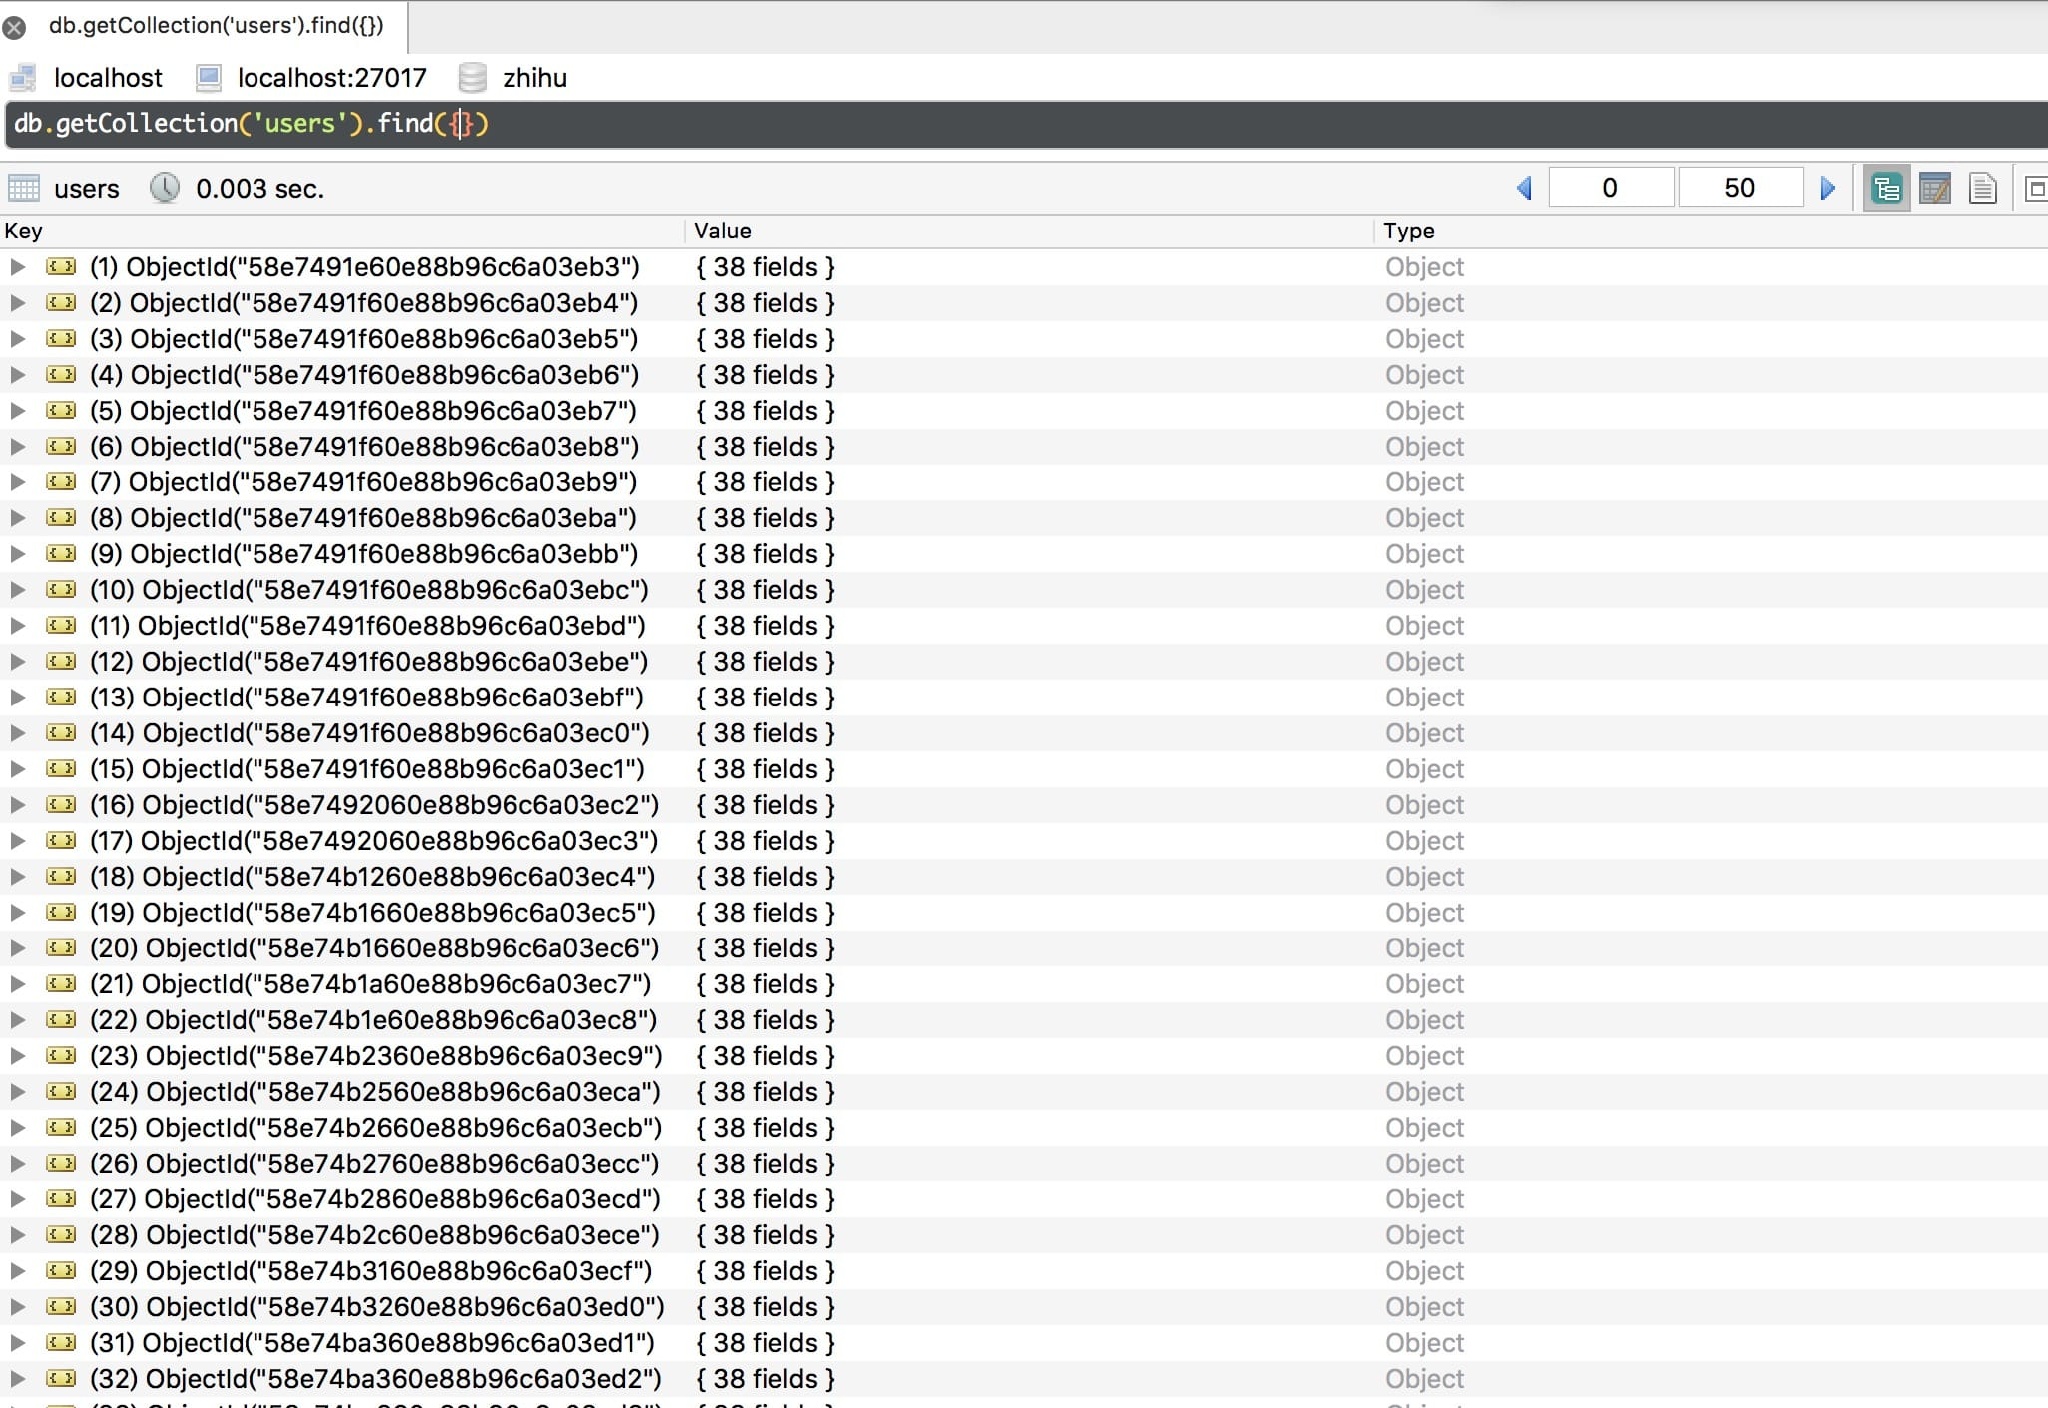 db.getCollection('users').find({})
localhost localhost:27017 zhihu
db.getCollection('users').find({})
users 0.003 sec. 0 50
Key Value Type
(1) ObjectId("58e7491e60e88b96c6a03eb3") { 38 fields } Object
(2) ObjectId("58e7491f60e88b96c6a03eb4") { 38 fields } Object
(3) ObjectId("58e7491f60e88b96c6a03eb5") { 38 fields } Object
(4) ObjectId("58e7491f60e88b96c6a03eb6") { 38 fields } Object
(5) ObjectId("58e7491f60e88b96c6a03eb7") { 38 fields } Object
(6) ObjectId("58e7491f60e88b96c6a03eb8") { 38 fields } Object
(7) ObjectId("58e7491f60e88b96c6a03eb9") { 38 fields } Object
(8) ObjectId("58e7491f60e88b96c6a03eba") { 38 fields } Object
(9) ObjectId("58e7491f60e88b96c6a03ebb") { 38 fields } Object
(10) ObjectId("58e7491f60e88b96c6a03ebc") { 38 fields } Object
(11) ObjectId("58e7491f60e88b96c6a03ebd") { 38 fields } Object
(12) ObjectId("58e7491f60e88b96c6a03ebe") { 38 fields } Object
(13) ObjectId("58e7491f60e88b96c6a03ebf") { 38 fields } Object
(14) ObjectId("58e7491f60e88b96c6a03ec0") { 38 fields } Object
(15) ObjectId("58e7491f60e88b96c6a03ec1") { 38 fields } Object
(16) ObjectId("58e7492060e88b96c6a03ec2") { 38 fields } Object
(17) ObjectId("58e7492060e88b96c6a03ec3") { 38 fields } Object
(18) ObjectId("58e74b1260e88b96c6a03ec4") { 38 fields } Object
(19) ObjectId("58e74b1660e88b96c6a03ec5") { 38 fields } Object
(20) ObjectId("58e74b1660e88b96c6a03ec6") { 38 fields } Object
(21) ObjectId("58e74b1a60e88b96c6a03ec7") { 38 fields } Object
(22) ObjectId("58e74b1e60e88b96c6a03ec8") { 38 fields } Object
(23) ObjectId("58e74b2360e88b96c6a03ec9") { 38 fields } Object
(24) ObjectId("58e74b2560e88b96c6a03eca") { 38 fields } Object
(25) ObjectId("58e74b2660e88b96c6a03ecb") { 38 fields } Object
(26) ObjectId("58e74b2760e88b96c6a03ecc") { 38 fields } Object
(27) ObjectId("58e74b2860e88b96c6a03ecd") { 38 fields } Object
(28) ObjectId("58e74b2c60e88b96c6a03ece") { 38 fields } Object
(29) ObjectId("58e74b3160e88b96c6a03ecf") { 38 fields } Object
(30) ObjectId("58e74b3260e88b96c6a03ed0") { 38 fields } Object
(31) ObjectId("58e74ba360e88b96c6a03ed1") { 38 fields } Object
(32) ObjectId("58e74ba360e88b96c6a03ed2") { 38 fields } Object